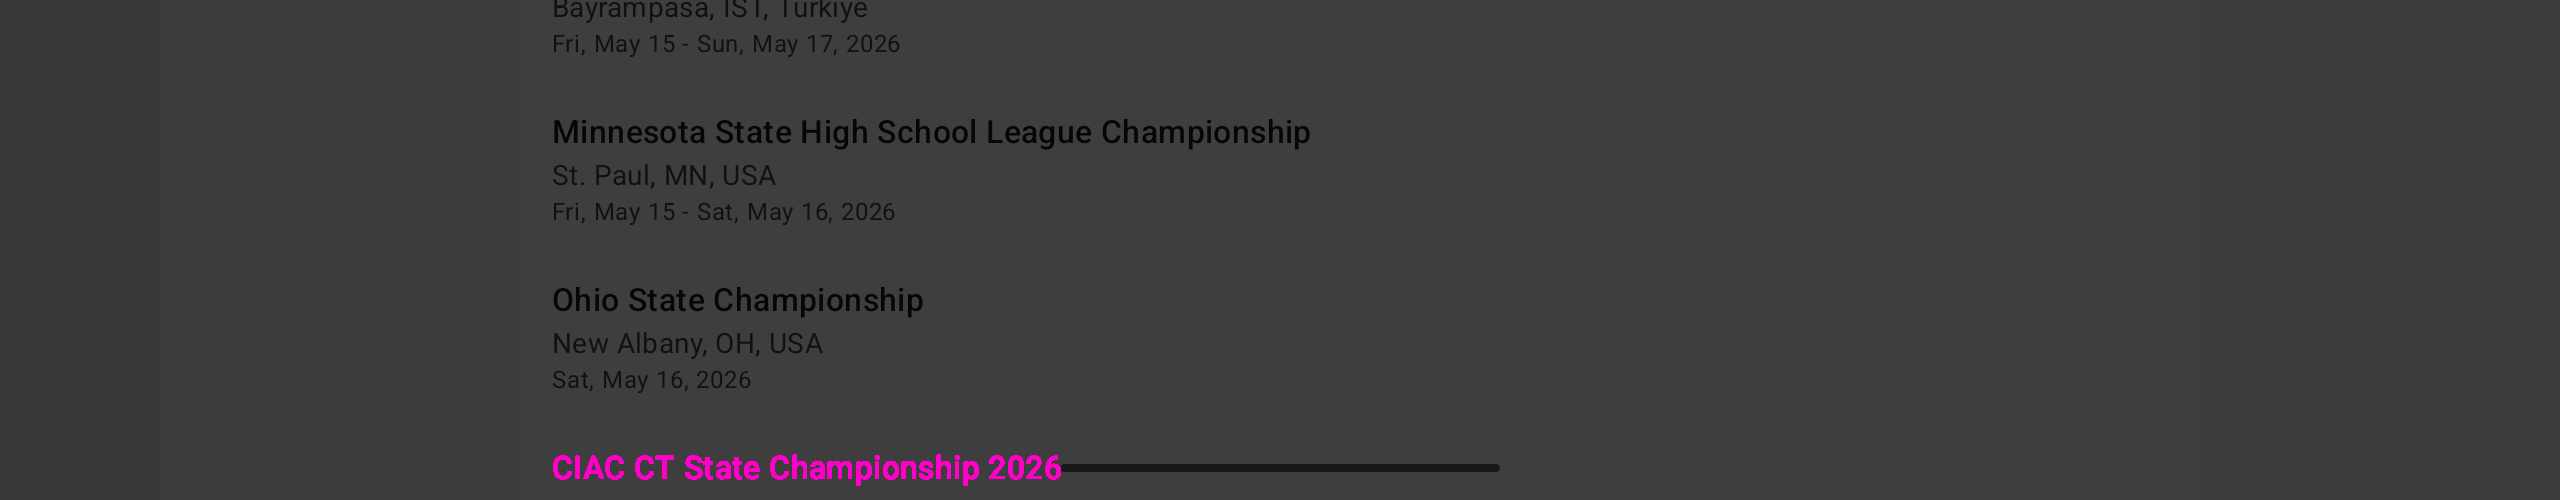 Bayrampasa, IST, Türkiye
Fri, May 15 - Sun, May 17, 2026
Minnesota State High School League Championship
St. Paul, MN, USA
Fri, May 15 - Sat, May 16, 2026
Ohio State Championship
New Albany, OH, USA
Sat, May 16, 2026
CIAC CT State Championship 2026